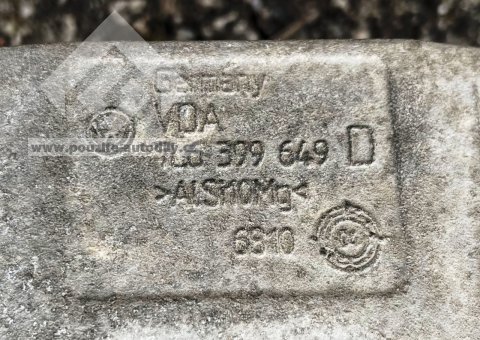 Germany
VDA
399 649 D
>AlSi10Mg<
6810
www.pouzite-autodily.cz